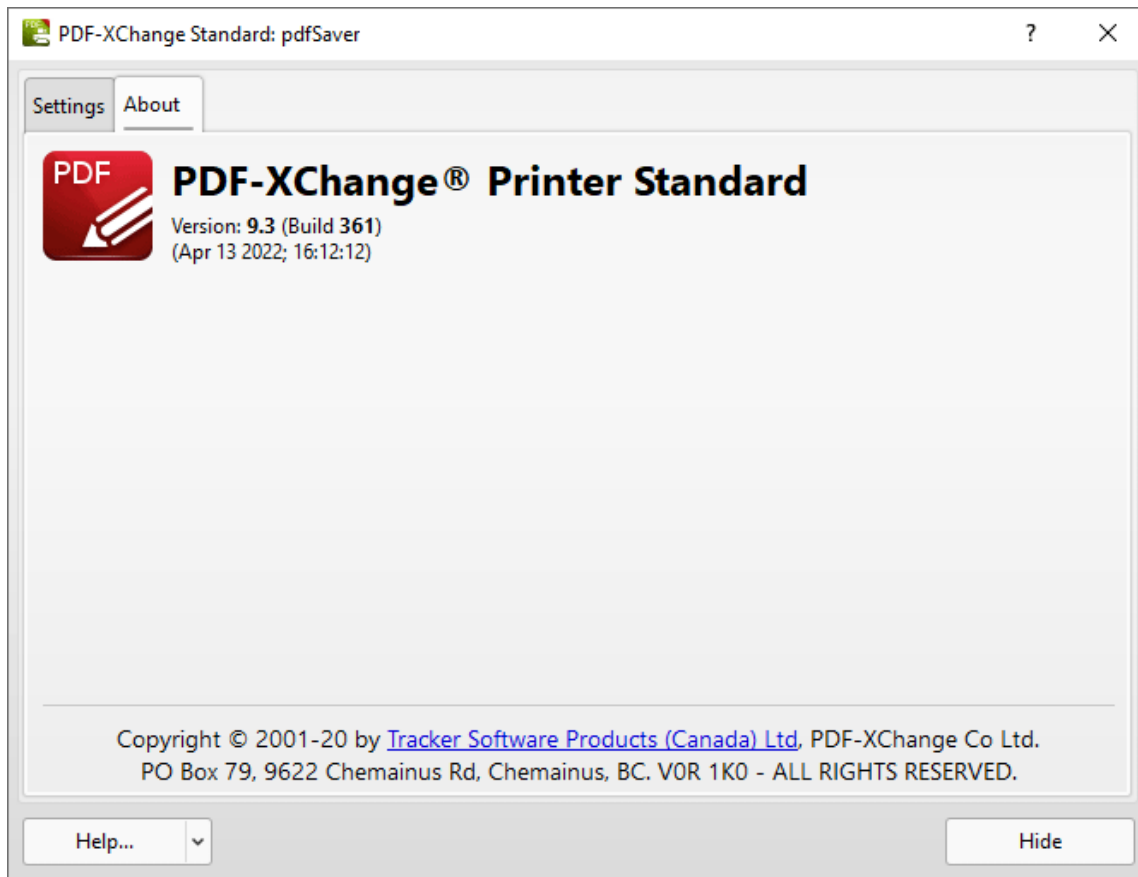 PDF-XChange Standard: pdfSaver
?
Settings About
PDF
PDF-XChange® Printer Standard
Version: 9.3 (Build 361)
(Apr 13 2022; 16:12:12)
Copyright © 2001-20 by Tracker Software Products (Canada) Ltd, PDF-XChange Co Ltd.
PO Box 79, 9622 Chemainus Rd, Chemainus, BC. V0R 1K0 - ALL RIGHTS RESERVED.
Help... Hide